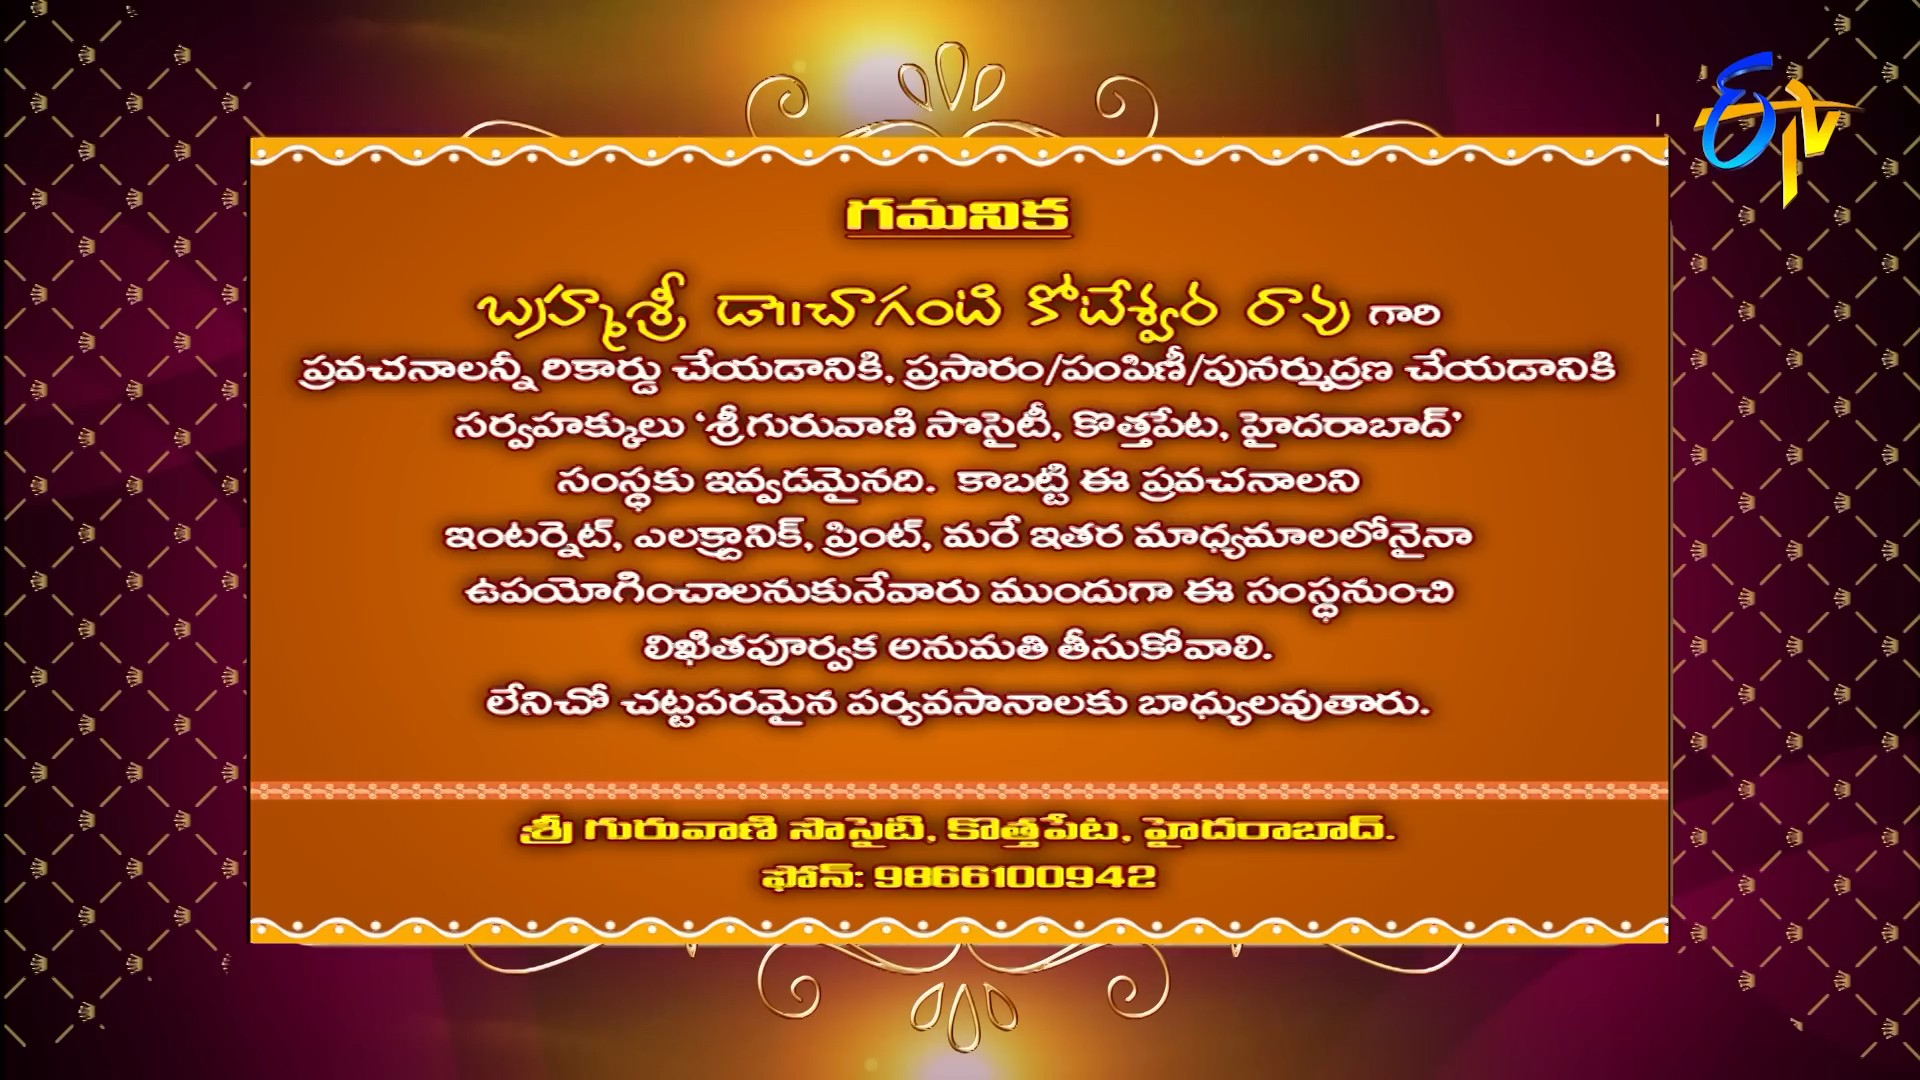 ETV
గమనిక
బ్రహ్మశ్రీ డా॥చాగంటి కోటేశ్వర రావు గారి
ప్రవచనాలన్నీ రికార్డు చేయడానికి, ప్రసారం/పంపిణీ/పునర్ముద్రణ చేయడానికి
సర్వహక్కులు ‘శ్రీగురువాణి సొసైటీ, కొత్తపేట, హైదరాబాద్’
సంస్థకు ఇవ్వడమైనది. కాబట్టి ఈ ప్రవచనాలని
ఇంటర్నెట్, ఎలక్ట్రానిక్, ప్రింట్, మరే ఇతర మాధ్యమాలలోనైనా
ఉపయోగించాలనుకునేవారు ముందుగా ఈ సంస్థనుంచి
లిఖితపూర్వక అనుమతి తీసుకోవాలి.
లేనిచో చట్టపరమైన పర్యవసానాలకు బాధ్యులవుతారు.
శ్రీ గురువాణి సొసైటి, కొత్తపేట, హైదరాబాద్.
ఫోన్: 9866100942